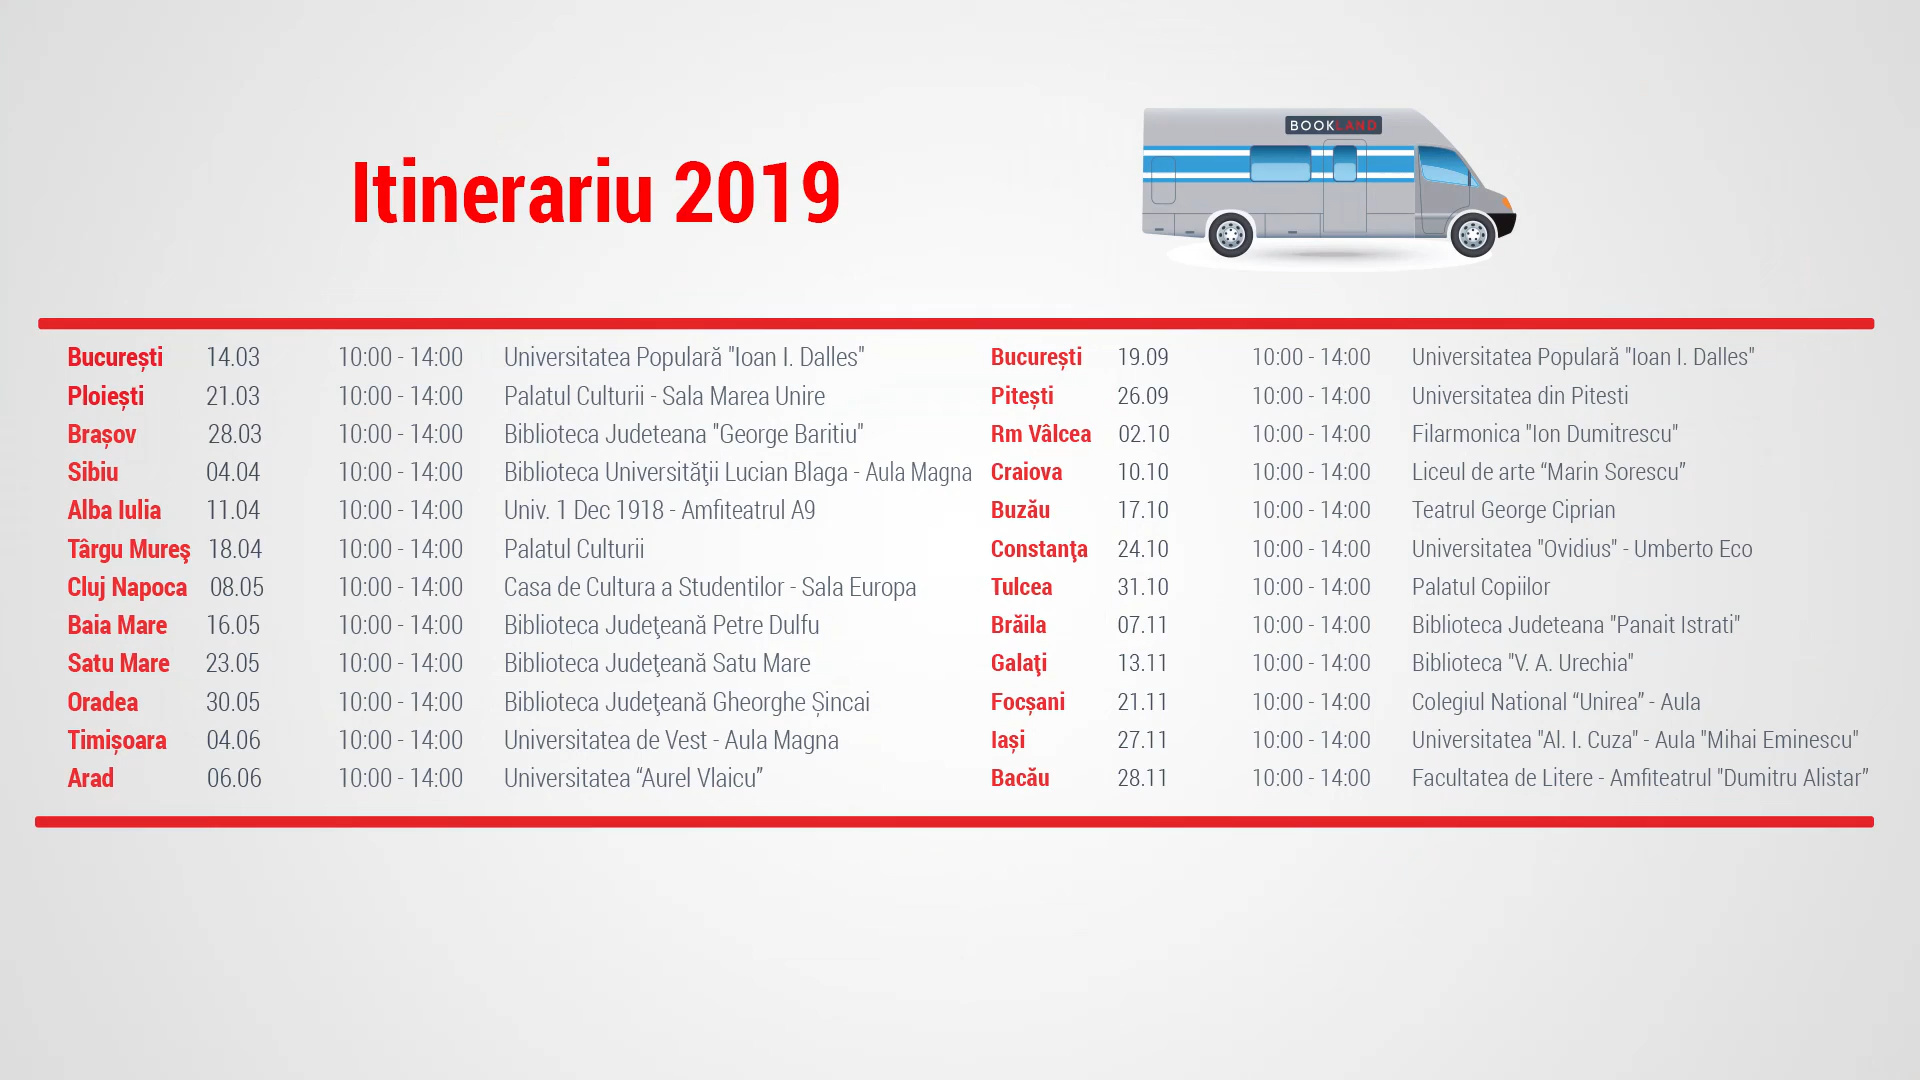 BOOKLAND
Itinerariu 2019
București 14.03 10:00 - 14:00 Universitatea Populară "Ioan I. Dalles"
Ploiești 21.03 10:00 - 14:00 Palatul Culturii - Sala Marea Unire
Brașov 28.03 10:00 - 14:00 Biblioteca Judeteana "George Baritiu"
Sibiu 04.04 10:00 - 14:00 Biblioteca Universităţii Lucian Blaga - Aula Magna
Alba Iulia 11.04 10:00 - 14:00 Univ. 1 Dec 1918 - Amfiteatrul A9
Târgu Mureş 18.04 10:00 - 14:00 Palatul Culturii
Cluj Napoca 08.05 10:00 - 14:00 Casa de Cultura a Studentilor - Sala Europa
Baia Mare 16.05 10:00 - 14:00 Biblioteca Judeţeană Petre Dulfu
Satu Mare 23.05 10:00 - 14:00 Biblioteca Judeţeană Satu Mare
Oradea 30.05 10:00 - 14:00 Biblioteca Judeţeană Gheorghe Șincai
Timișoara 04.06 10:00 - 14:00 Universitatea de Vest - Aula Magna
Arad 06.06 10:00 - 14:00 Universitatea “Aurel Vlaicu”
București 19.09 10:00 - 14:00 Universitatea Populară "Ioan I. Dalles"
Pitești 26.09 10:00 - 14:00 Universitatea din Pitesti
Rm Vâlcea 02.10 10:00 - 14:00 Filarmonica "Ion Dumitrescu"
Craiova 10.10 10:00 - 14:00 Liceul de arte “Marin Sorescu”
Buzău 17.10 10:00 - 14:00 Teatrul George Ciprian
Constanţa 24.10 10:00 - 14:00 Universitatea "Ovidius" - Umberto Eco
Tulcea 31.10 10:00 - 14:00 Palatul Copiilor
Brăila 07.11 10:00 - 14:00 Biblioteca Judeteana "Panait Istrati"
Galaţi 13.11 10:00 - 14:00 Biblioteca "V. A. Urechia"
Focșani 21.11 10:00 - 14:00 Colegiul National “Unirea” - Aula
Iași 27.11 10:00 - 14:00 Universitatea "Al. I. Cuza" - Aula "Mihai Eminescu"
Bacău 28.11 10:00 - 14:00 Facultatea de Litere - Amfiteatrul "Dumitru Alistar”